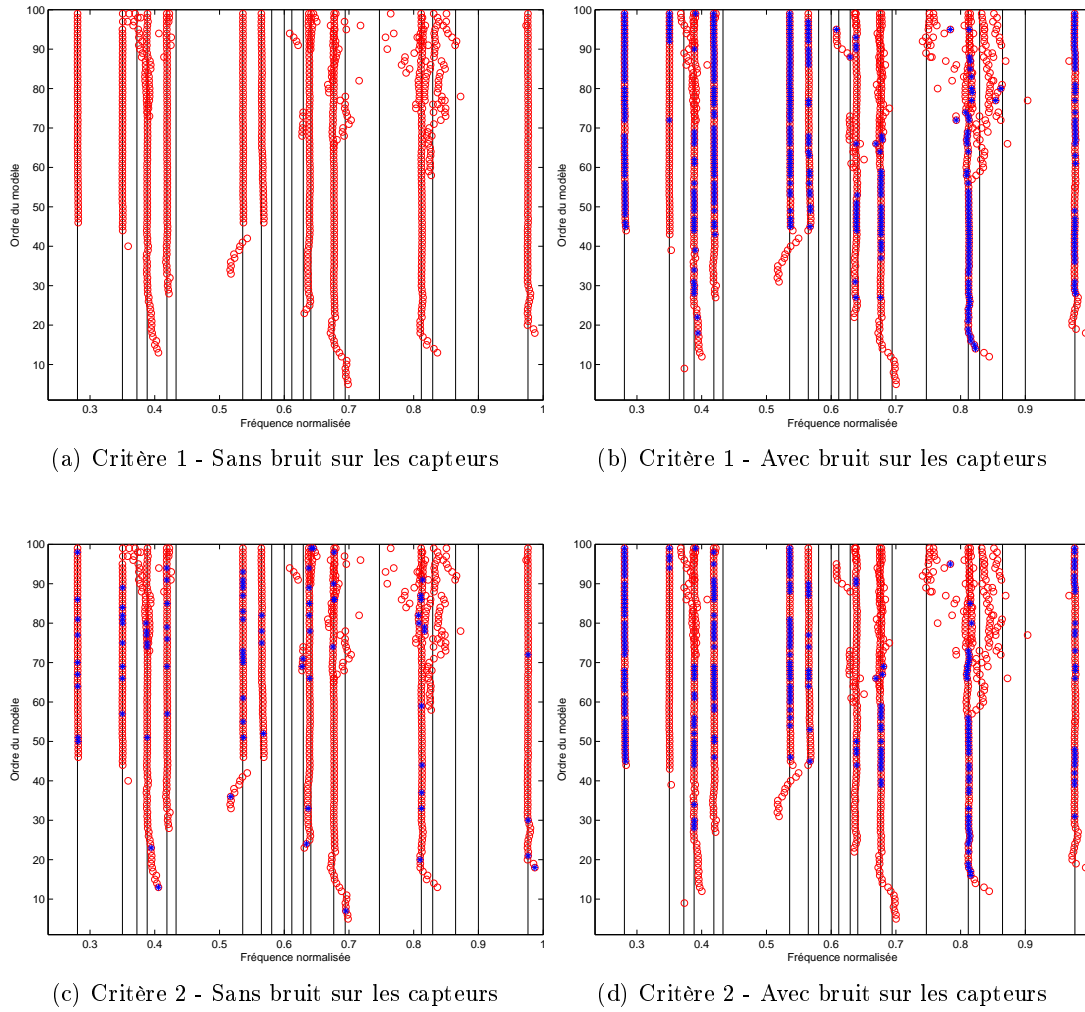 100
90
80
70
60
50
40
30
20
10
Ordre du modèle
0.3 0.4 0.5 0.6 0.7 0.8 0.9 1
Fréquence normalisée
(a) Critère 1 - Sans bruit sur les capteurs
100
90
80
70
60
50
40
30
20
10
Ordre du modèle
0.3 0.4 0.5 0.6 0.7 0.8 0.9
Fréquence normalisée
(b) Critère 1 - Avec bruit sur les capteurs
100
90
80
70
60
50
40
30
20
10
Ordre du modèle
0.3 0.4 0.5 0.6 0.7 0.8 0.9 1
Fréquence normalisée
(c) Critère 2 - Sans bruit sur les capteurs
100
90
80
70
60
50
40
30
20
10
Ordre du modèle
0.3 0.4 0.5 0.6 0.7 0.8 0.9
Fréquence normalisée
(d) Critère 2 - Avec bruit sur les capteurs